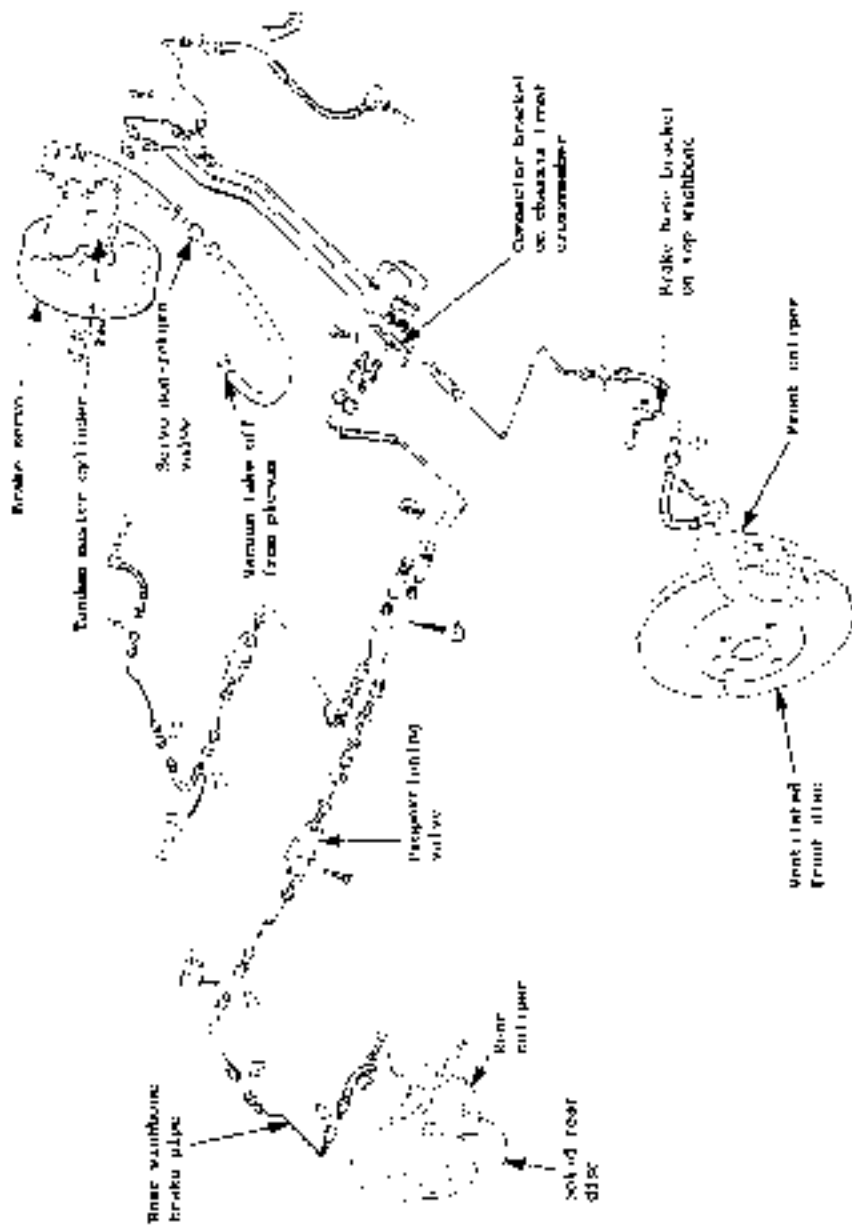 Brake servo
Tandem master cylinder
Servo non-return
valve
Vacuum take off
from plenum
Connector bracket
on chassis front
crossmember
Brake hose bracket
on top wishbone
Front caliper
Ventilated
front disc
Proportioning
valve
Rear
caliper
Solid rear
disc
Rear wishbone
brake pipe